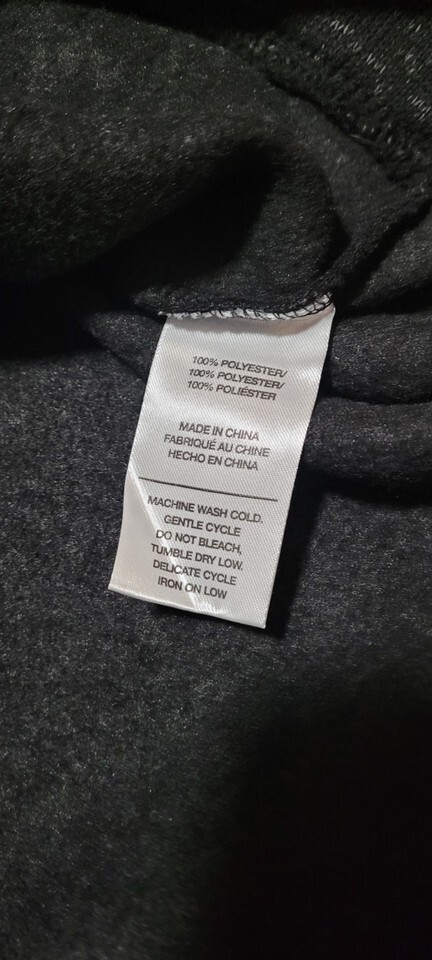 100% POLYESTER/
100% POLYESTER/
100% POLIÉSTER
MADE IN CHINA
FABRIQUÉ AU CHINE
HECHO EN CHINA
MACHINE WASH COLD.
GENTLE CYCLE
DO NOT BLEACH,
TUMBLE DRY LOW.
DELICATE CYCLE
IRON ON LOW